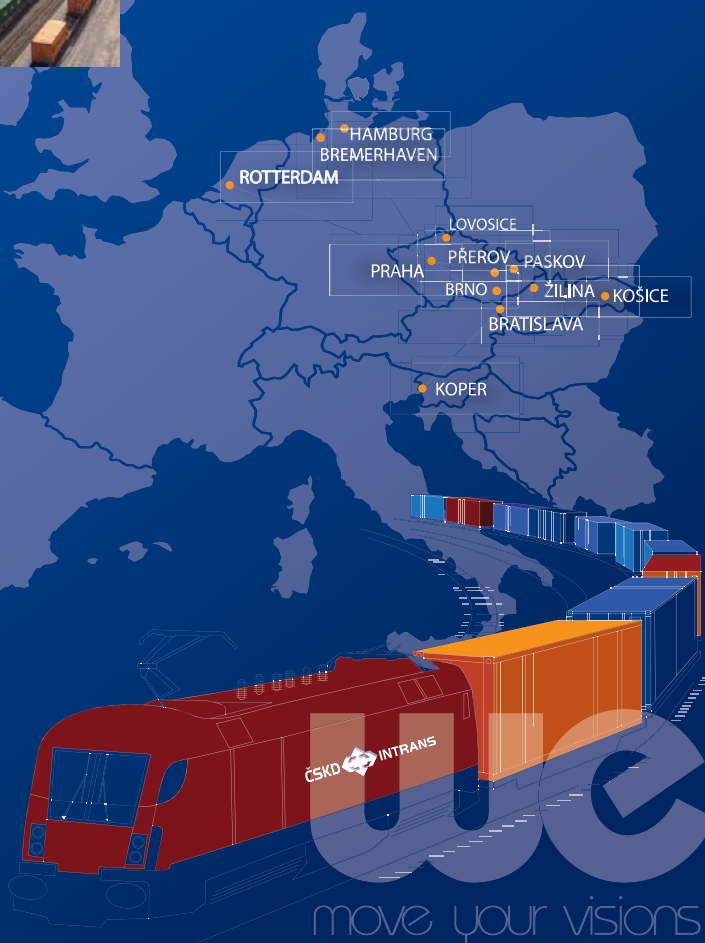 HAMBURG
BREMERHAVEN
ROTTERDAM
LOVOSICE
PŘEROV
PASKOV
PRAHA
BRNO
ŽILINA
KOŠICE
BRATISLAVA
KOPER
ČSKD INTRANS
we
move your visions